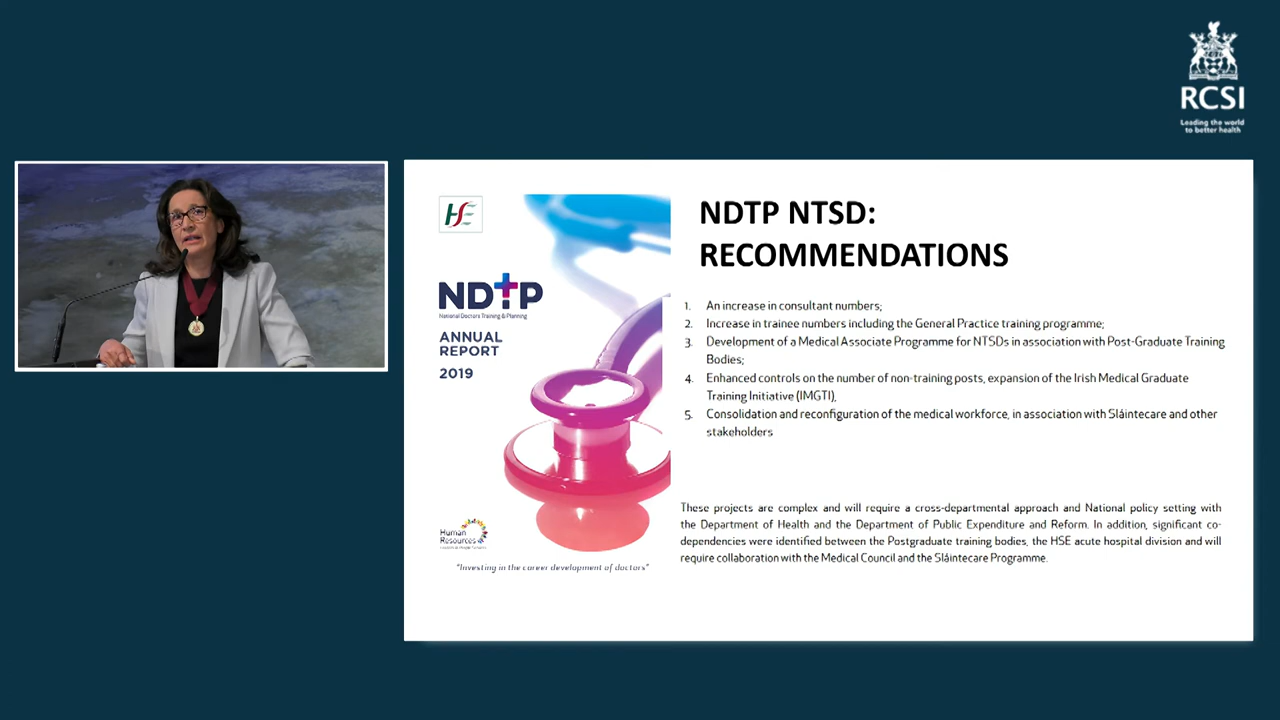 RCSI
Leading the world
to better health
HSE
NDTP
National Doctors Training & Planning
ANNUAL
REPORT
2019
Human
Resources
"Investing in the career development of doctors"
NDTP NTSD:
RECOMMENDATIONS
1. An increase in consultant numbers;
2. Increase in trainee numbers including the General Practice training programme;
3. Development of a Medical Associate Programme for NTSDs in association with Post-Graduate Training
Bodies;
4. Enhanced controls on the number of non-training posts, expansion of the Irish Medical Graduate
Training Initiative (IMGTI),
5. Consolidation and reconfiguration of the medical workforce, in association with Sláintecare and other
stakeholders
These projects are complex and will require a cross-departmental approach and National policy setting with
the Department of Health and the Department of Public Expenditure and Reform. In addition, significant co-
dependencies were identified between the Postgraduate training bodies, the HSE acute hospital division and will
require collaboration with the Medical Council and the Sláintecare Programme.